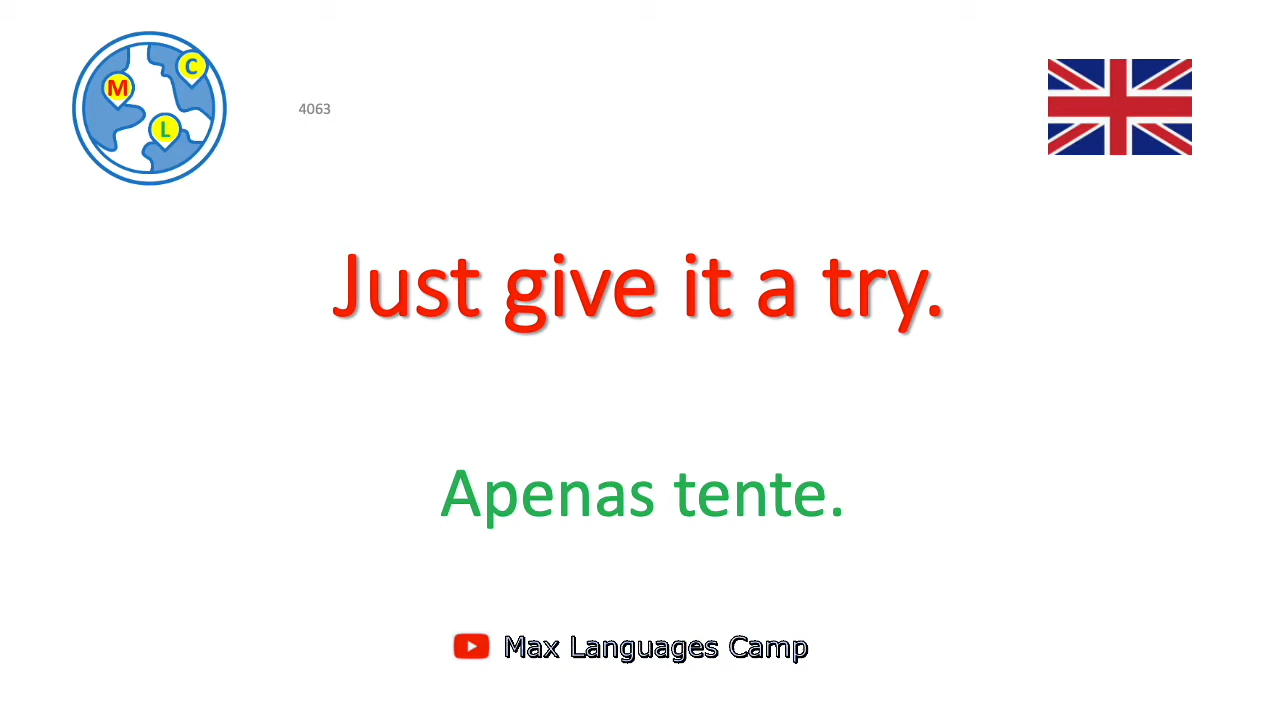 M
C
L
4063
Just give it a try.
Apenas tente.
Max Languages Camp